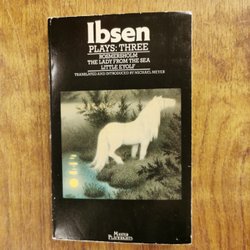 Ibsen
PLAYS: THREE
ROSMERSHOLM
THE LADY FROM THE SEA
LITTLE EYOLF
TRANSLATED AND INTRODUCED BY MICHAEL MEYER
MASTER
PLAYWRIGHTS